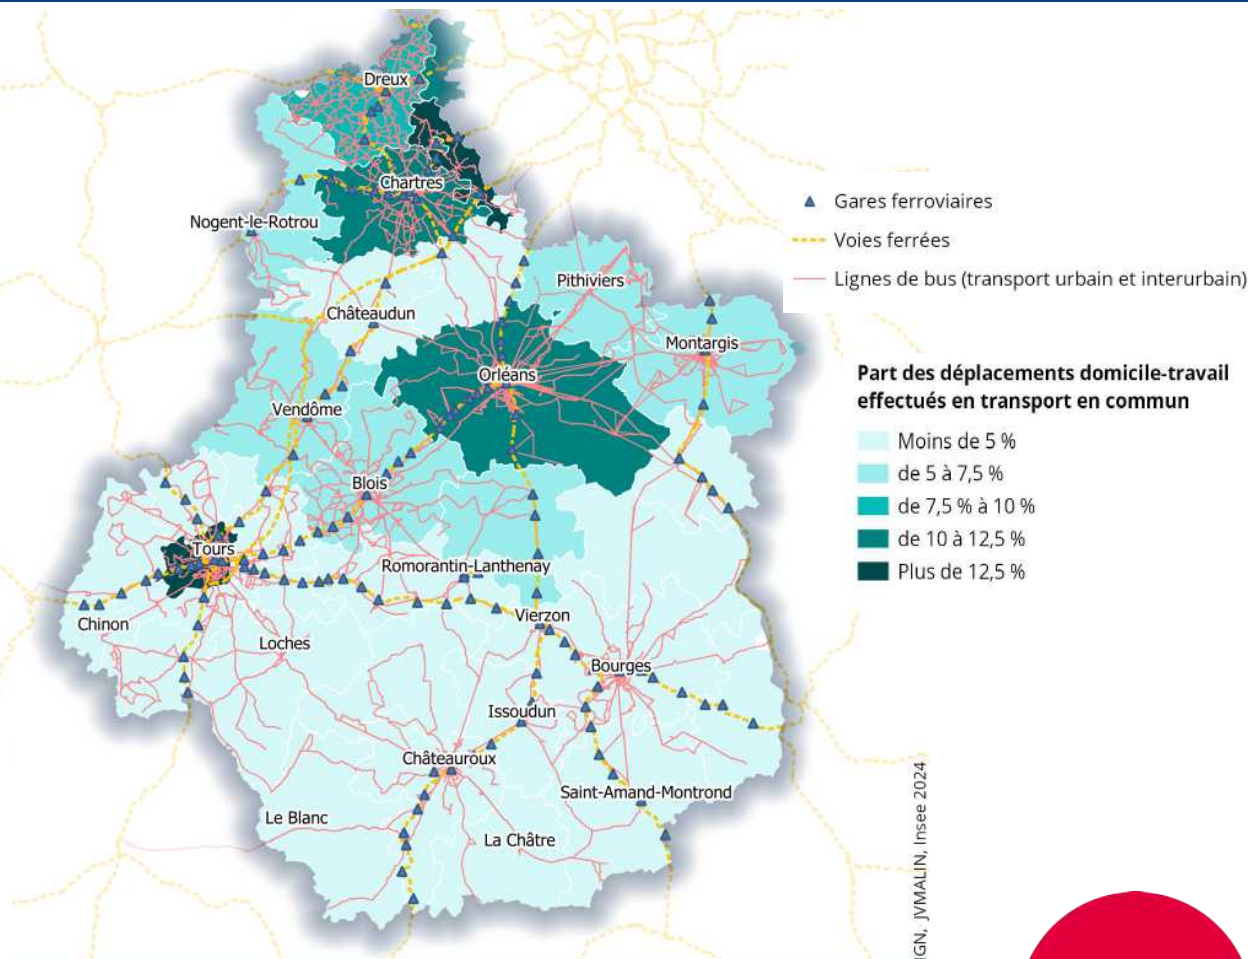 Dreux
Chartres
Nogent-le-Rotrou
Pithiviers
Châteaudun
Montargis
Orléans
Vendôme
Blois
Tours
Romorantin-Lanthenay
Chinon
Vierzon
Loches
Bourges
Issoudun
Châteauroux
Saint-Amand-Montrond
Le Blanc
La Châtre
Gares ferroviaires
Voies ferrées
Lignes de bus (transport urbain et interurbain)
Part des déplacements domicile-travail
effectués en transport en commun
Moins de 5 %
de 5 à 7,5 %
de 7,5 % à 10 %
de 10 à 12,5 %
Plus de 12,5 %
IGN, JVMALIN, Insee 2024